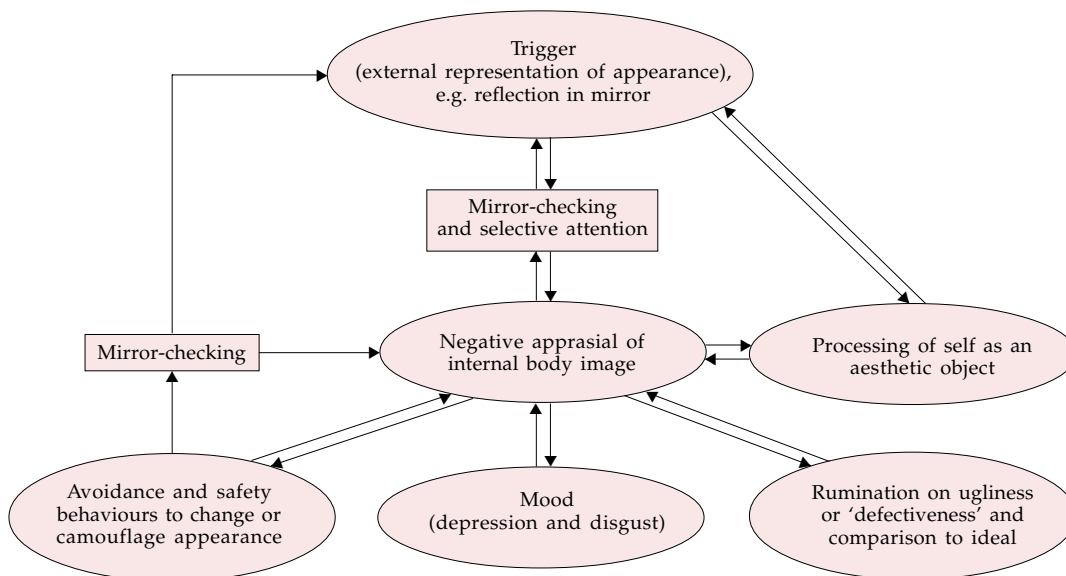 Trigger
(external representation of appearance),
e.g. reflection in mirror
Mirror-checking
and selective attention
Mirror-checking
Negative apprasial of
internal body image
Processing of self as an
aesthetic object
Avoidance and safety
behaviours to change or
camouflage appearance
Mood
(depression and disgust)
Rumination on ugliness
or ‘defectiveness’ and
comparison to ideal